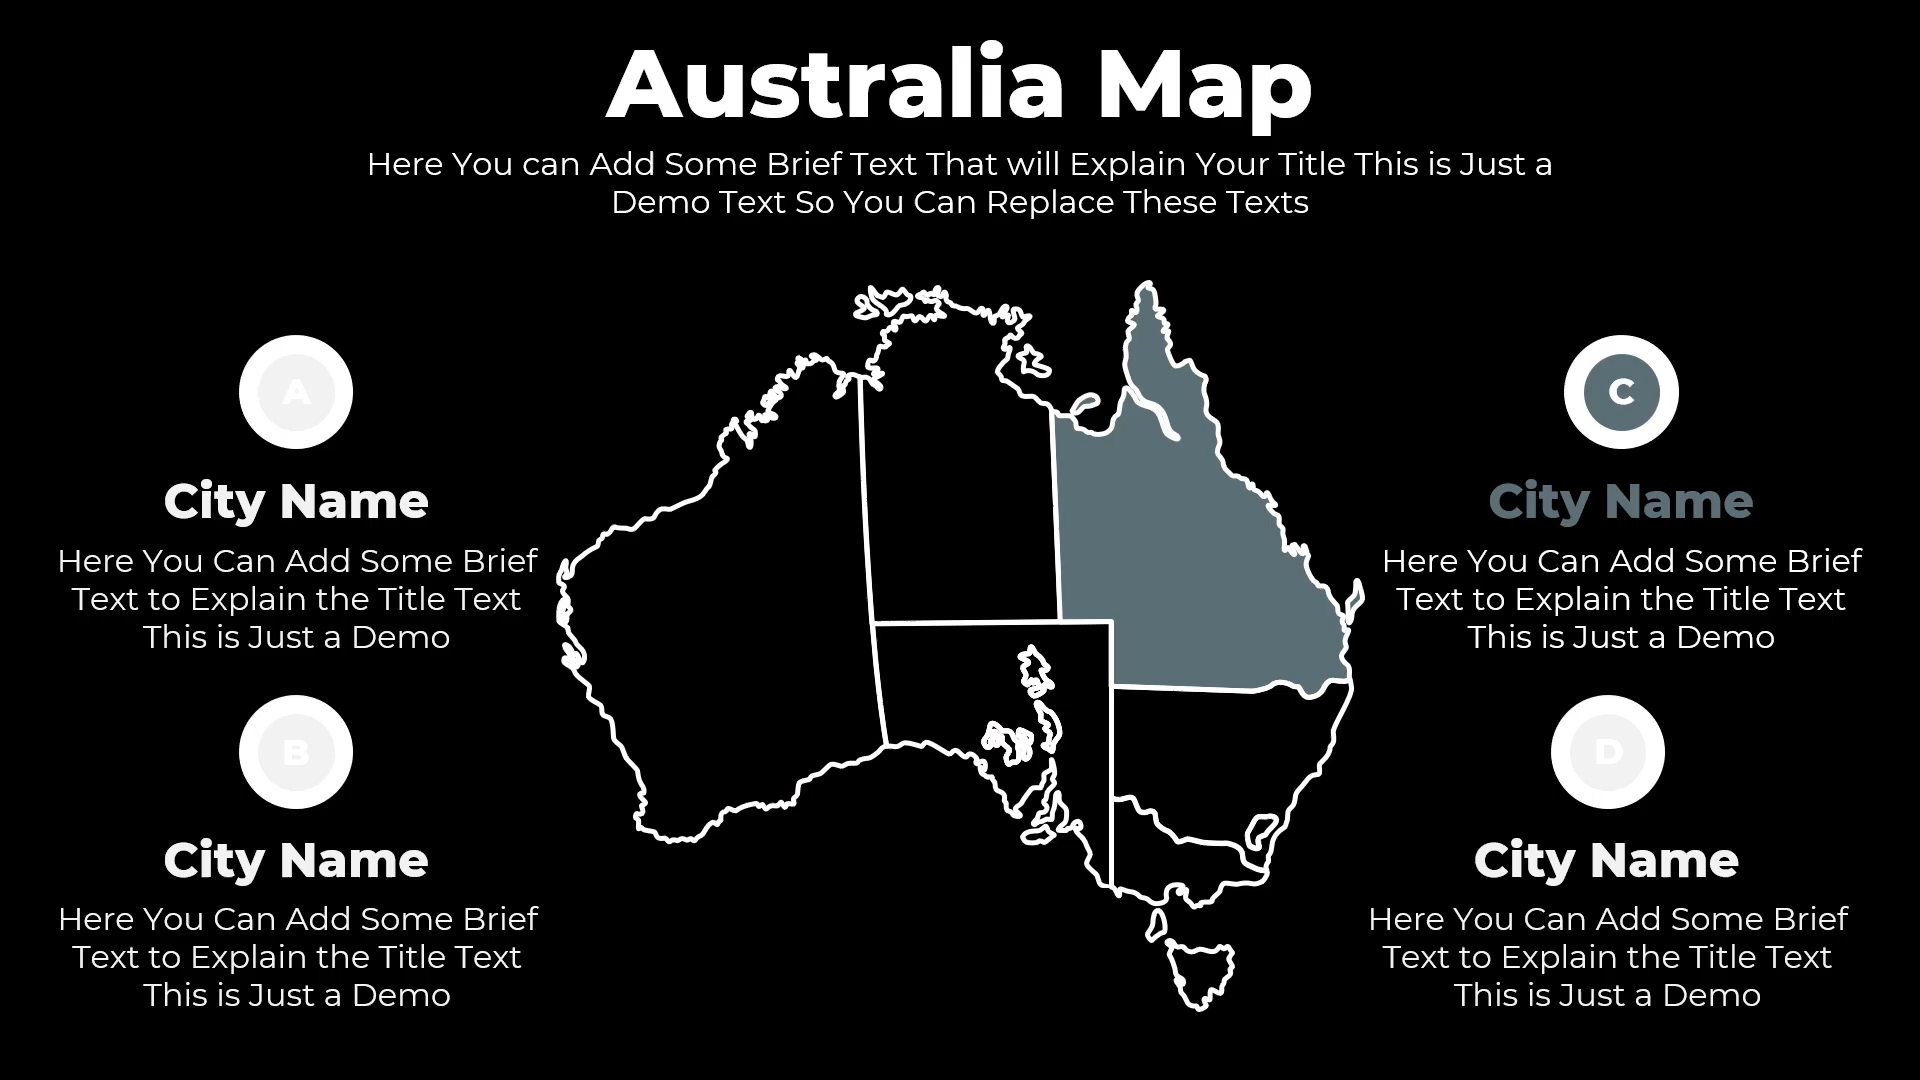 Australia Map
Here You can Add Some Brief Text That will Explain Your Title This is Just a
Demo Text So You Can Replace These Texts
A
City Name
Here You Can Add Some Brief
Text to Explain the Title Text
This is Just a Demo
B
City Name
Here You Can Add Some Brief
Text to Explain the Title Text
This is Just a Demo
C
City Name
Here You Can Add Some Brief
Text to Explain the Title Text
This is Just a Demo
D
City Name
Here You Can Add Some Brief
Text to Explain the Title Text
This is Just a Demo